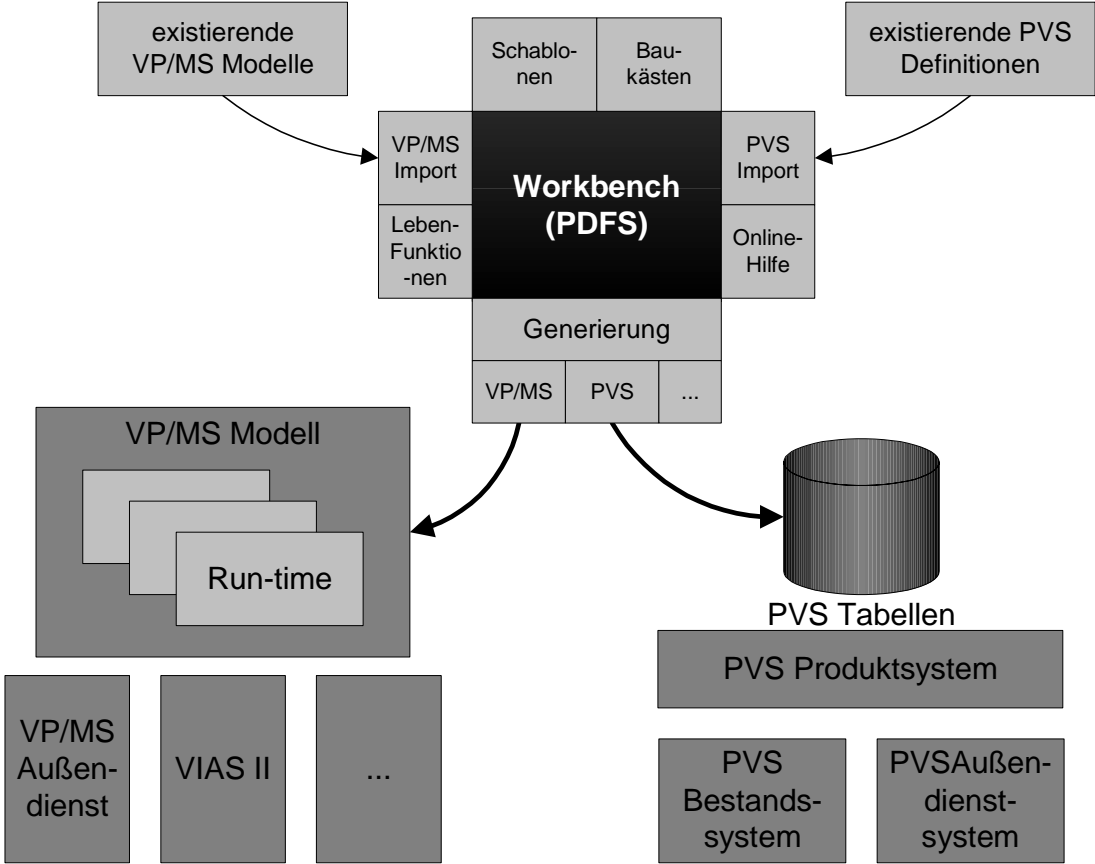 existierende
VP/MS Modelle
Schablo-
nen
Bau-
kästen
existierende PVS
Definitionen
VP/MS
Import
Workbench
(PDFS)
PVS
Import
Leben-
Funktio
-nen
Online-
Hilfe
Generierung
VP/MS
PVS
...
VP/MS Modell
Run-time
PVS Tabellen
PVS Produktsystem
VP/MS
Außen-
dienst
VIAS II
...
PVS
Bestands-
system
PVSAußen-
dienst-
system